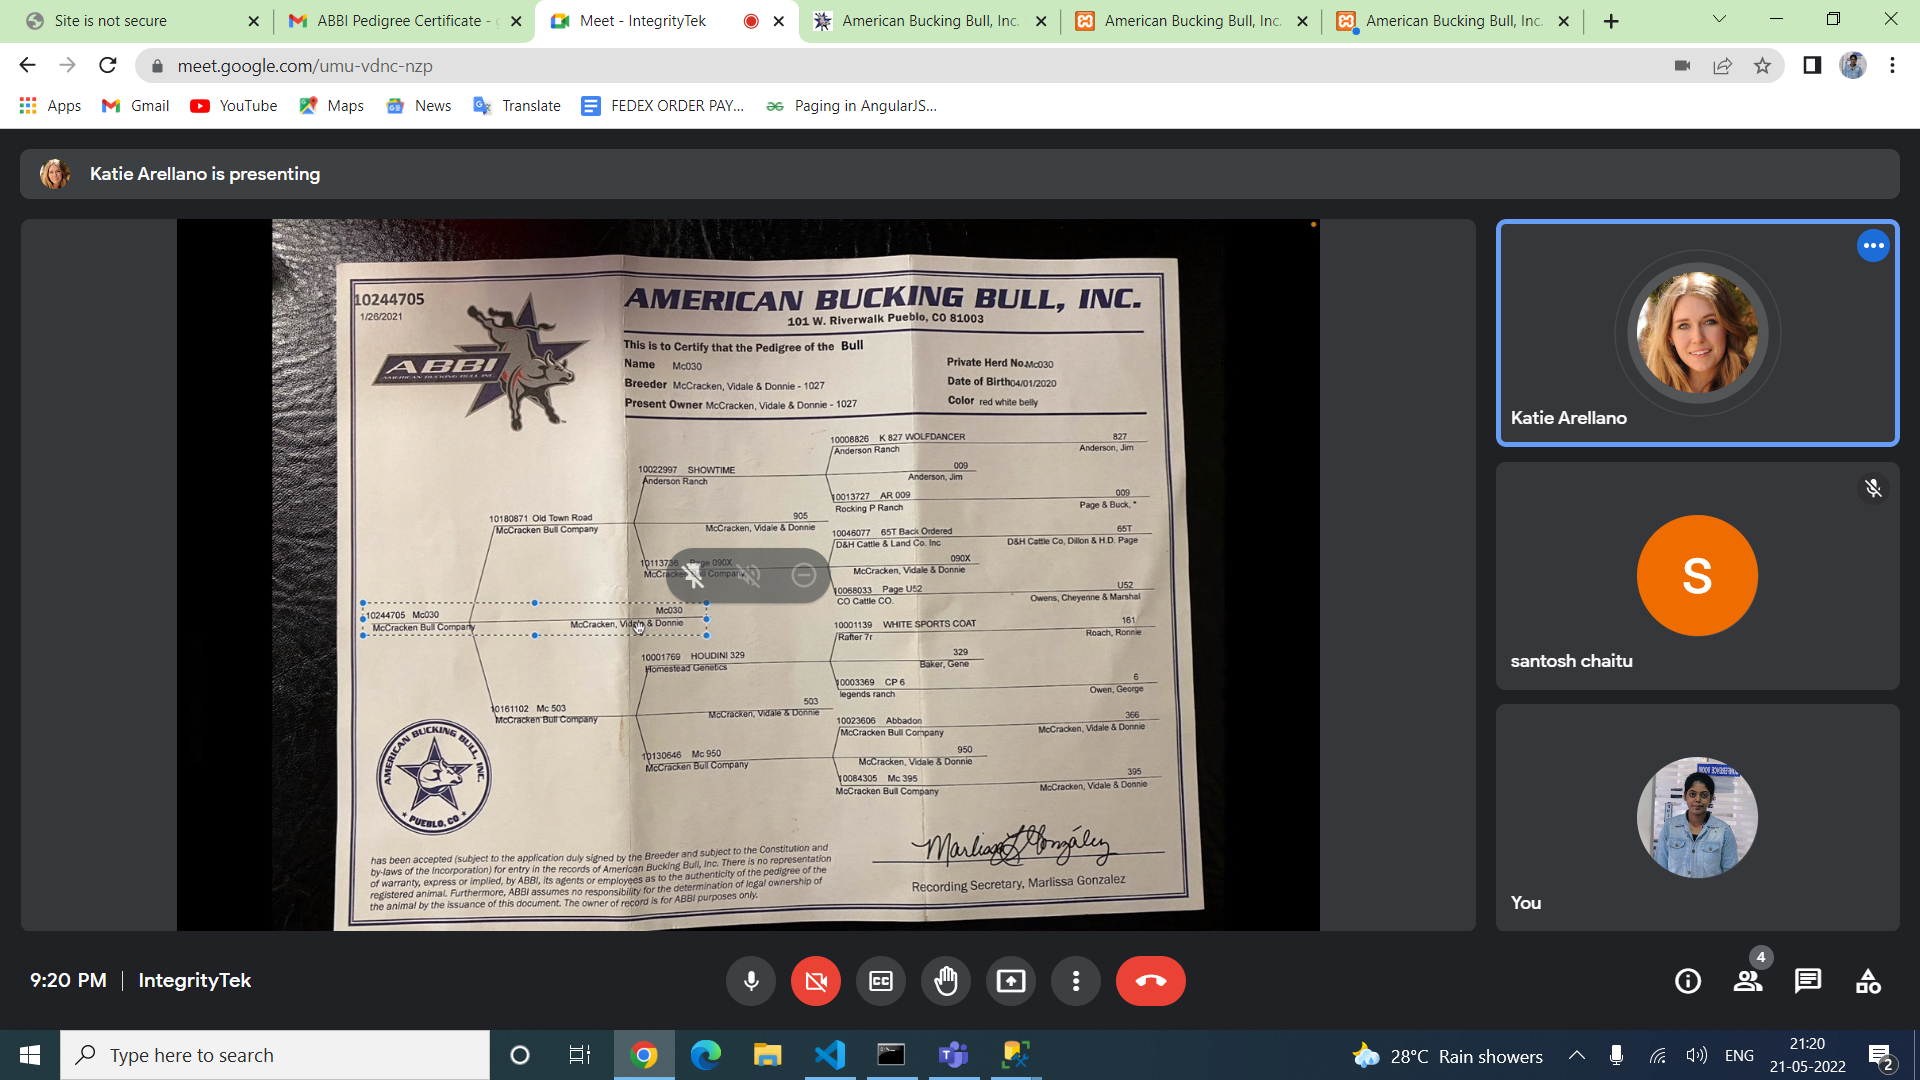 Site is not secure
ABBI Pedigree Certificate -
Meet - IntegrityTek
American Bucking Bull, Inc.
American Bucking Bull, Inc.
American Bucking Bull, Inc.
meet.google.com/umu-vdnc-nzp
Apps
Gmail
YouTube
Maps
News
Translate
FEDEX ORDER PAY...
Paging in AngularJS...
Katie Arellano is presenting
10244705
1/26/2021
ABBI
AMERICAN BUCKING BULL, INC.
101 W. Riverwalk Pueblo, CO 81003
This is to Certify that the Pedigree of the Bull
Name Mc030
Breeder McCracken, Vidale & Donnie - 1027
Present Owner McCracken, Vidale & Donnie - 1027
Private Herd No. Mc030
Date of Birth 04/01/2020
Color red white belly
10008826 K 827 WOLFDANCER 827
Anderson Ranch Anderson, Jim
10022997 SHOWTIME 009
Anderson Ranch Anderson, Jim
10013727 AR 009 009
Rocking P Ranch Page & Buck, *
10180871 Old Town Road 905
McCracken Bull Company McCracken, Vidale & Donnie
10046077 65T Back Ordered 65T
D&H Cattle & Land Co. Inc D&H Cattle Co, Dillon & H.D. Page
10113736 Page 090X 090X
McCracken Bull Company McCracken, Vidale & Donnie
10068033 Page U52 U52
CO Cattle CO. Owens, Cheyenne & Marshal
10244705 Mc030 Mc030
McCracken Bull Company McCracken, Vidale & Donnie
10001139 WHITE SPORTS COAT 161
Rafter 7r Roach, Ronnie
10001769 HOUDINI 329 329
Homestead Genetics Baker, Gene
10003369 CP 6 6
legends ranch Owen, George
10161102 Mc 503 503
McCracken Bull Company McCracken, Vidale & Donnie
10023606 Abbadon 366
McCracken Bull Company McCracken, Vidale & Donnie
10130646 Mc 950 950
McCracken Bull Company McCracken, Vidale & Donnie
10084305 Mc 395 395
McCracken Bull Company McCracken, Vidale & Donnie
AMERICAN BUCKING BULL, INC.
* PUEBLO, CO *
has been accepted (subject to the application duly signed by the Breeder and subject to the Constitution and
by-laws of the Incorporation) for entry in the records of American Bucking Bull, Inc. There is no representation
of warranty, express or implied, by ABBI, its agents or employees as to the authenticity of the pedigree of the
registered animal. Furthermore, ABBI assumes no responsibility for the determination of legal ownership of
the animal by the issuance of this document. The owner of record is for ABBI purposes only.
Marlissa Gonzalez
Recording Secretary, Marlissa Gonzalez
Katie Arellano
S
santosh chaitu
You
9:20 PM | IntegrityTek
4
Type here to search
28°C Rain showers
ENG
21:20
21-05-2022
2